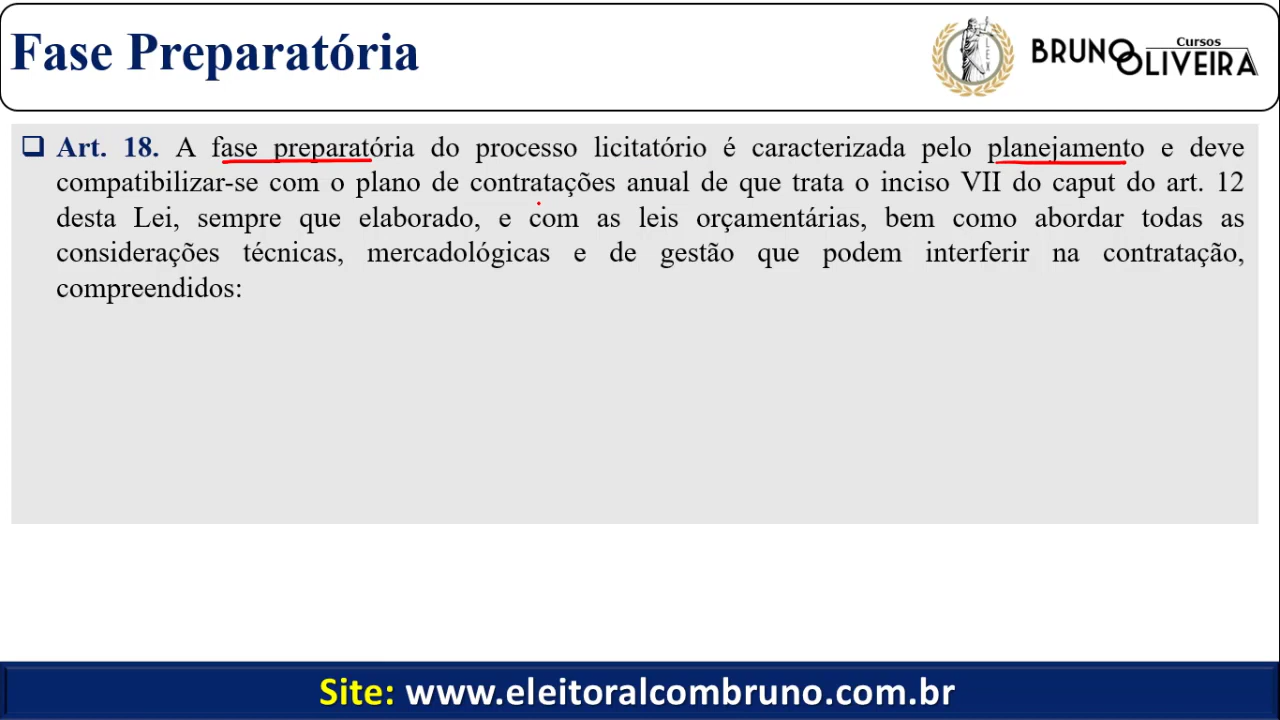 Fase Preparatória
Cursos
BRUNO
OLIVEIRA
LEX
Art. 18. A fase preparatória do processo licitatório é caracterizada pelo planejamento e deve
compatibilizar-se com o plano de contratações anual de que trata o inciso VII do caput do art. 12
desta Lei, sempre que elaborado, e com as leis orçamentárias, bem como abordar todas as
considerações técnicas, mercadológicas e de gestão que podem interferir na contratação,
compreendidos:
Site: www.eleitoralcombruno.com.br